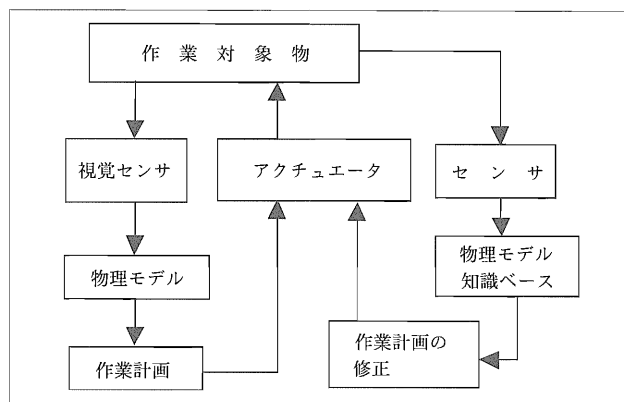 作業対象物
視覚センサ
アクチュエータ
センサ
物理モデル
物理モデル
知識ベース
作業計画
作業計画の
修正